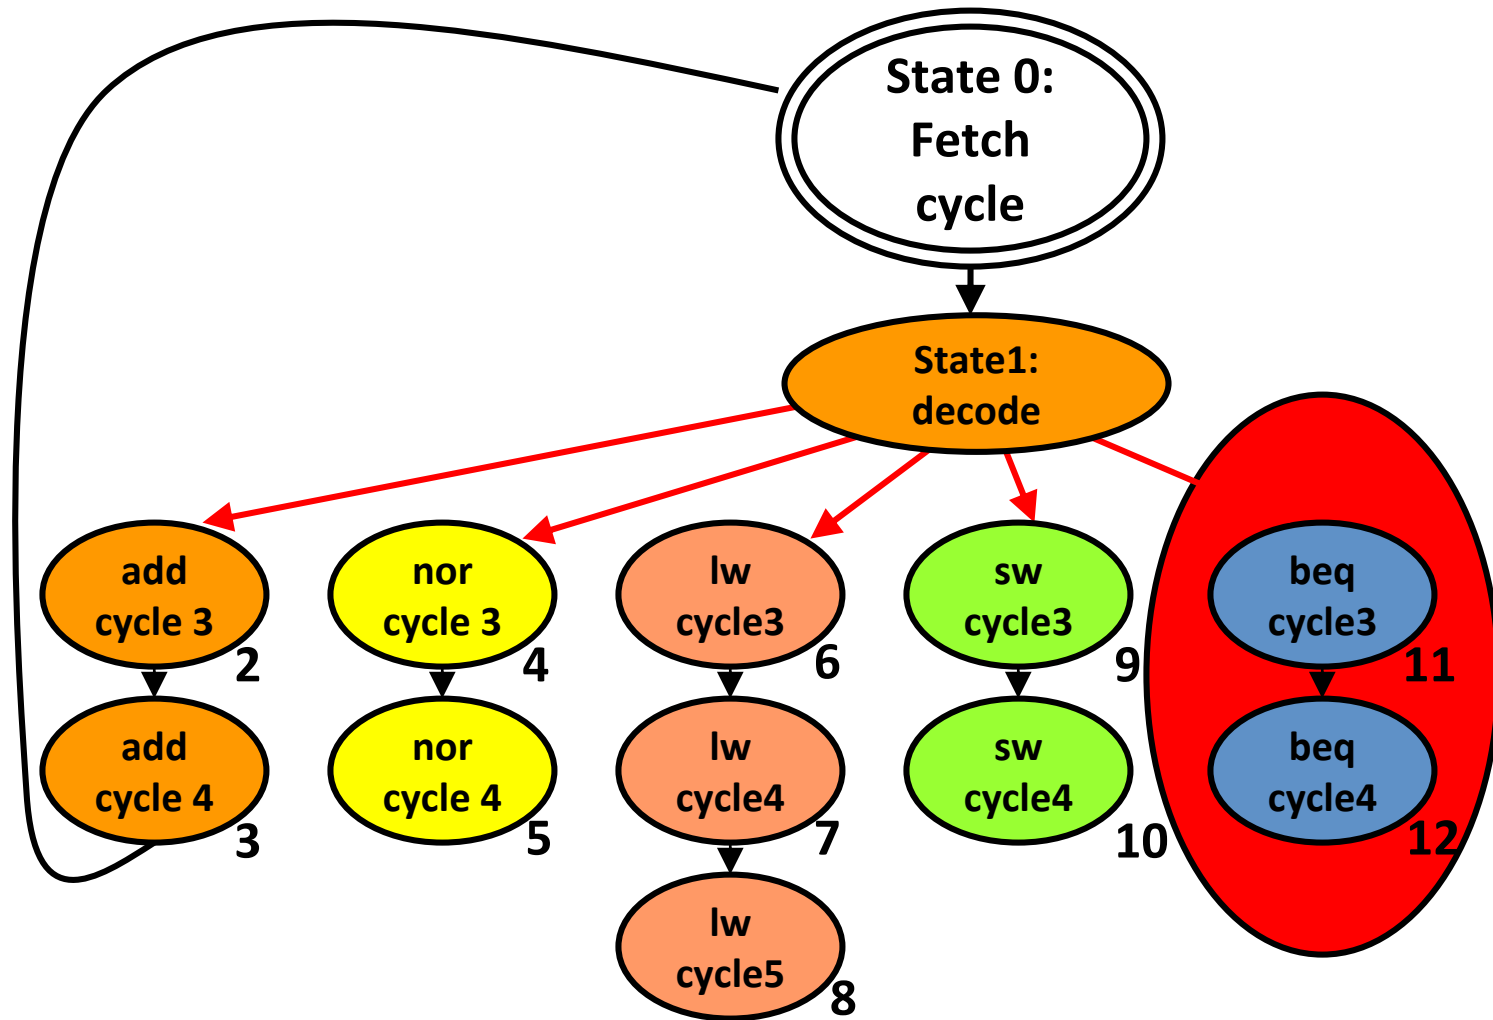 State 0:
Fetch
cycle
State1:
decode
add
cycle 3
2
nor
cycle 3
4
lw
cycle3
6
sw
cycle3
9
beq
cycle3
11
add
cycle 4
3
nor
cycle 4
5
lw
cycle4
7
sw
cycle4
10
beq
cycle4
12
lw
cycle5
8